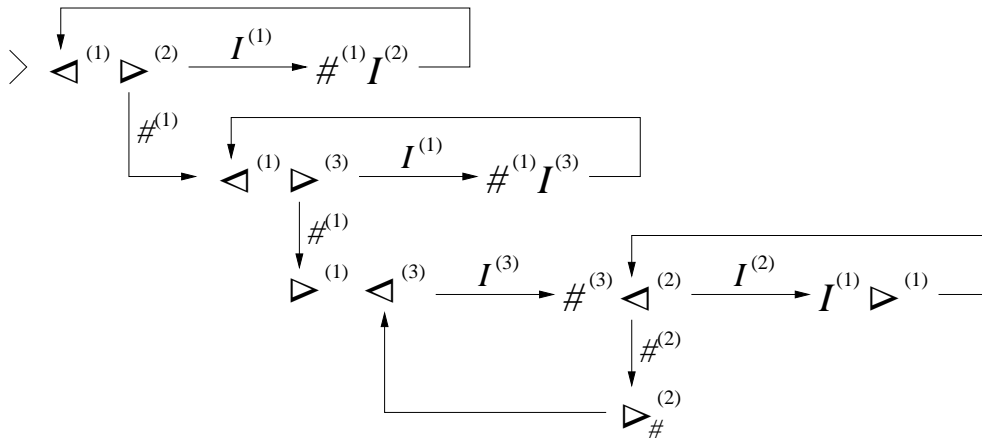 I^(1)
> ◁^(1) ▷^(2) #^(1) I^(2)
#^(1)
I^(1)
◁^(1) ▷^(3) #^(1) I^(3)
#^(1)
I^(3) I^(2)
▷^(1) ◁^(3) #^(3) ◁^(2) I^(1) ▷^(1)
#^(2)
▷_#^(2)